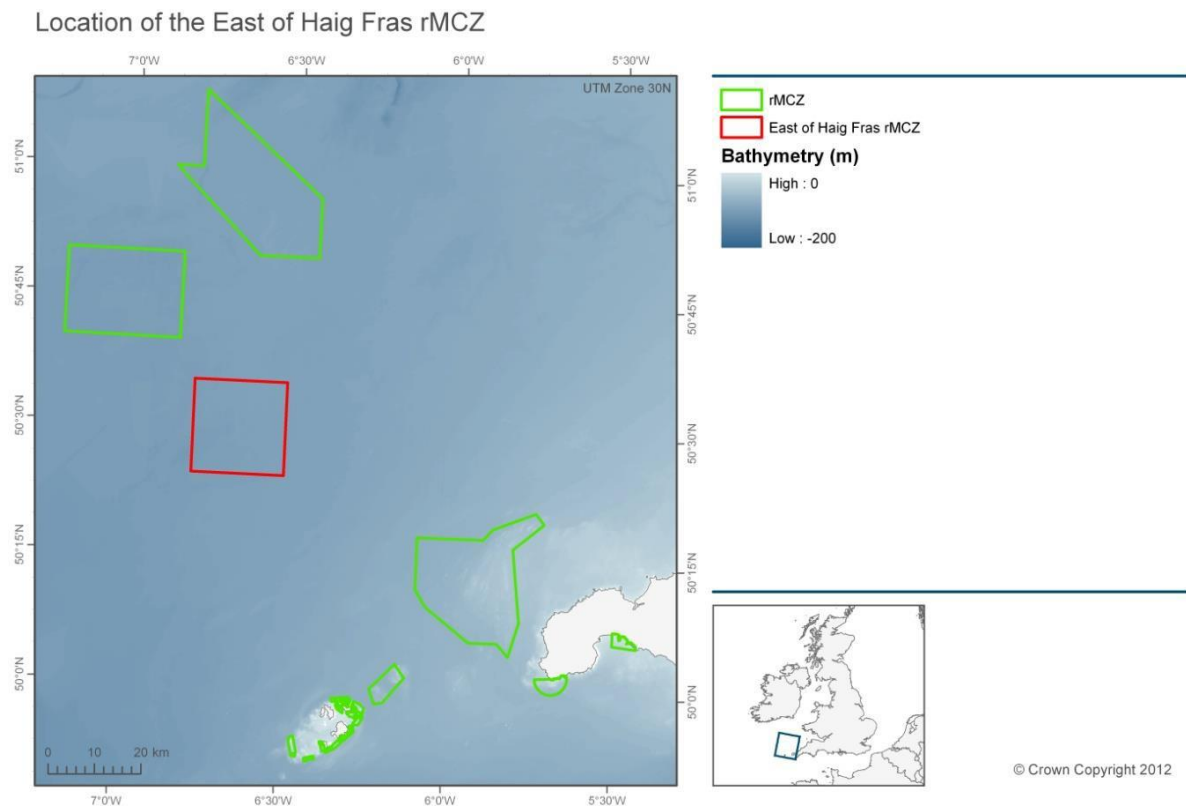 Location of the East of Haig Fras rMCZ
7°0'W 6°30'W 6°0'W 5°30'W
UTM Zone 30N
51°0'N
50°45'N
50°30'N
50°15'N
50°0'N
51°0'N
50°45'N
50°30'N
50°15'N
50°0'N
0 10 20 km
7°0'W 6°30'W 6°0'W 5°30'W
rMCZ
East of Haig Fras rMCZ
Bathymetry (m)
High : 0
Low : -200
© Crown Copyright 2012